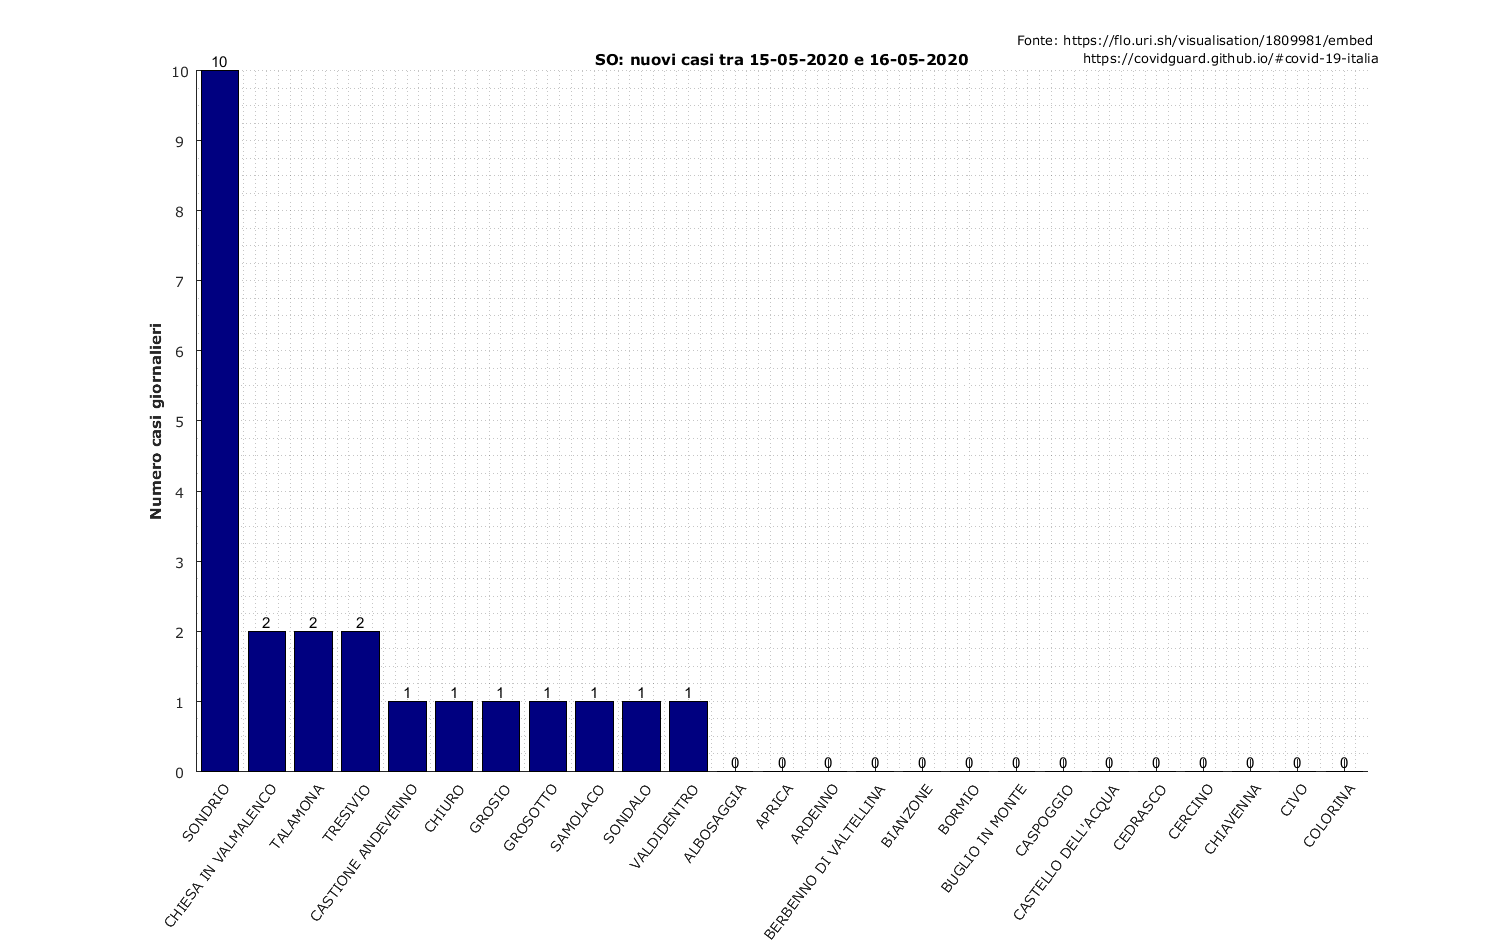 Fonte: https://flo.uri.sh/visualisation/1809981/embed
https://covidguard.github.io/#covid-19-italia
SO: nuovi casi tra 15-05-2020 e 16-05-2020
Numero casi giornalieri
10
9
8
7
6
5
4
3
2
1
0
10
2
2
2
1
1
1
1
1
1
1
0
0
0
0
0
0
0
0
0
0
0
0
0
0
SONDRIO
CHIESA IN VALMALENCO
TALAMONA
TRESIVIO
CASTIONE ANDEVENNO
CHIURO
GROSIO
GROSOTTO
SAMOLACO
SONDALO
VALDIDENTRO
ALBOSAGGIA
APRICA
ARDENNO
BERBENNO DI VALTELLINA
BIANZONE
BORMIO
BUGLIO IN MONTE
CASPOGGIO
CASTELLO DELL'ACQUA
CEDRASCO
CERCINO
CHIAVENNA
CIVO
COLORINA